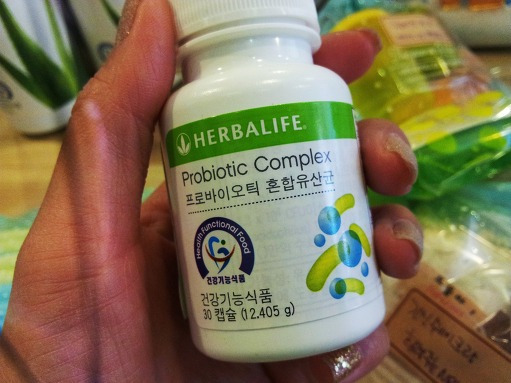 HERBALIFE
Probiotic Complex
프로바이오틱 혼합유산균
Health Functional Food
건강기능식품
건강기능식품
30 캡슐 (12.405 g)